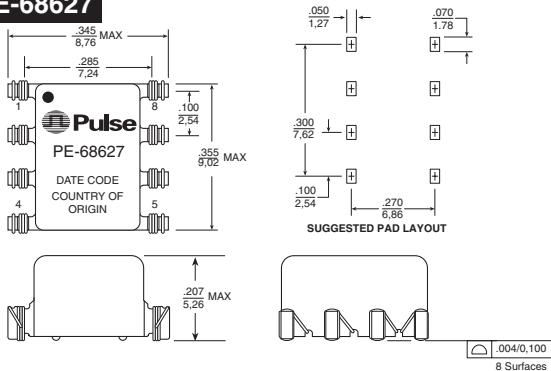 PE-68627
.345
8,76 MAX
.285
7,24
1
8
.100
2,54
Pulse
PE-68627
DATE CODE
COUNTRY OF
ORIGIN
.355
9,02 MAX
4
5
.050
1,27
.070
1.78
.300
7,62
.100
2,54
.270
6,86
SUGGESTED PAD LAYOUT
.207
5,26 MAX
.004/0,100
8 Surfaces